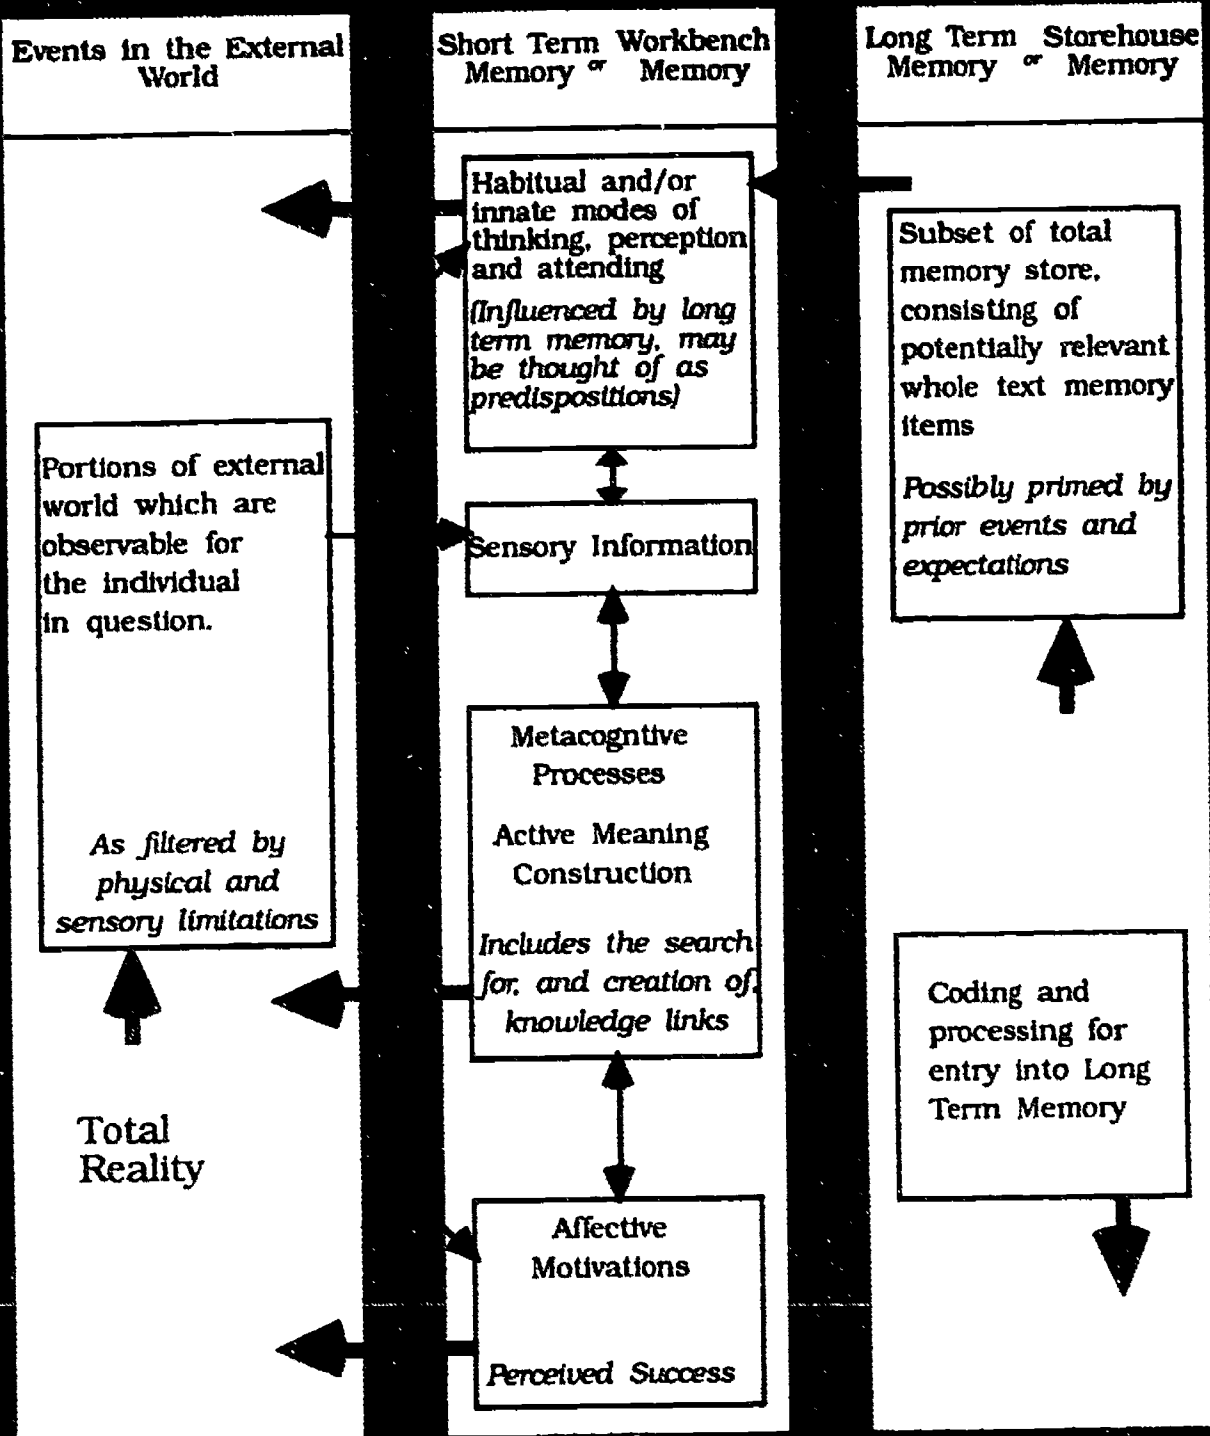 Events in the External
World
Short Term Workbench
Memory or Memory
Long Term Storehouse
Memory or Memory
Habitual and/or
innate modes of
thinking, perception
and attending
(Influenced by long
term memory, may
be thought of as
predispositions)
Sensory Information
Metacogntive
Processes
Active Meaning
Construction
Includes the search
for, and creation of,
knowledge links
Affective
Motivations
Perceived Success
Portions of external
world which are
observable for
the individual
in question.
As filtered by
physical and
sensory limitations
Total
Reality
Subset of total
memory store,
consisting of
potentially relevant
whole text memory
items
Possibly primed by
prior events and
expectations
Coding and
processing for
entry into Long
Term Memory